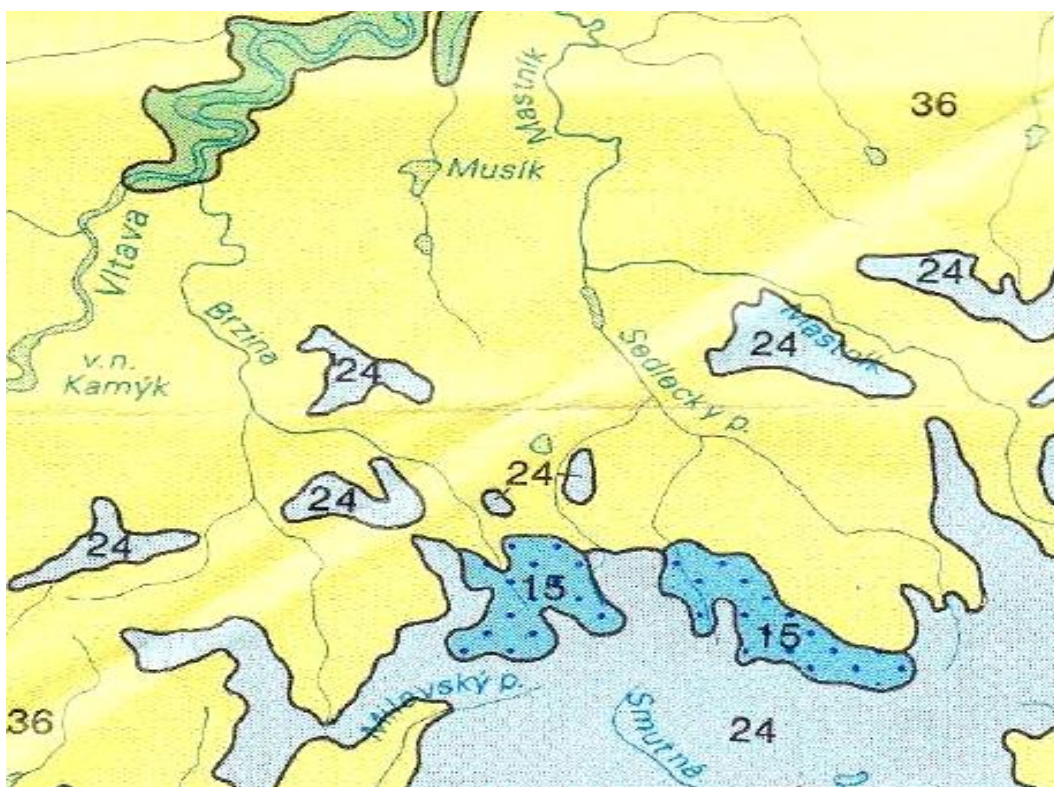 Mastník
36
Musík
Vltava
24
Brzina
24
Mastník
v.n.
Kamýk
24
Sedlecký p.
24
24
24
15
15
Milevský p.
36
Smutná
24